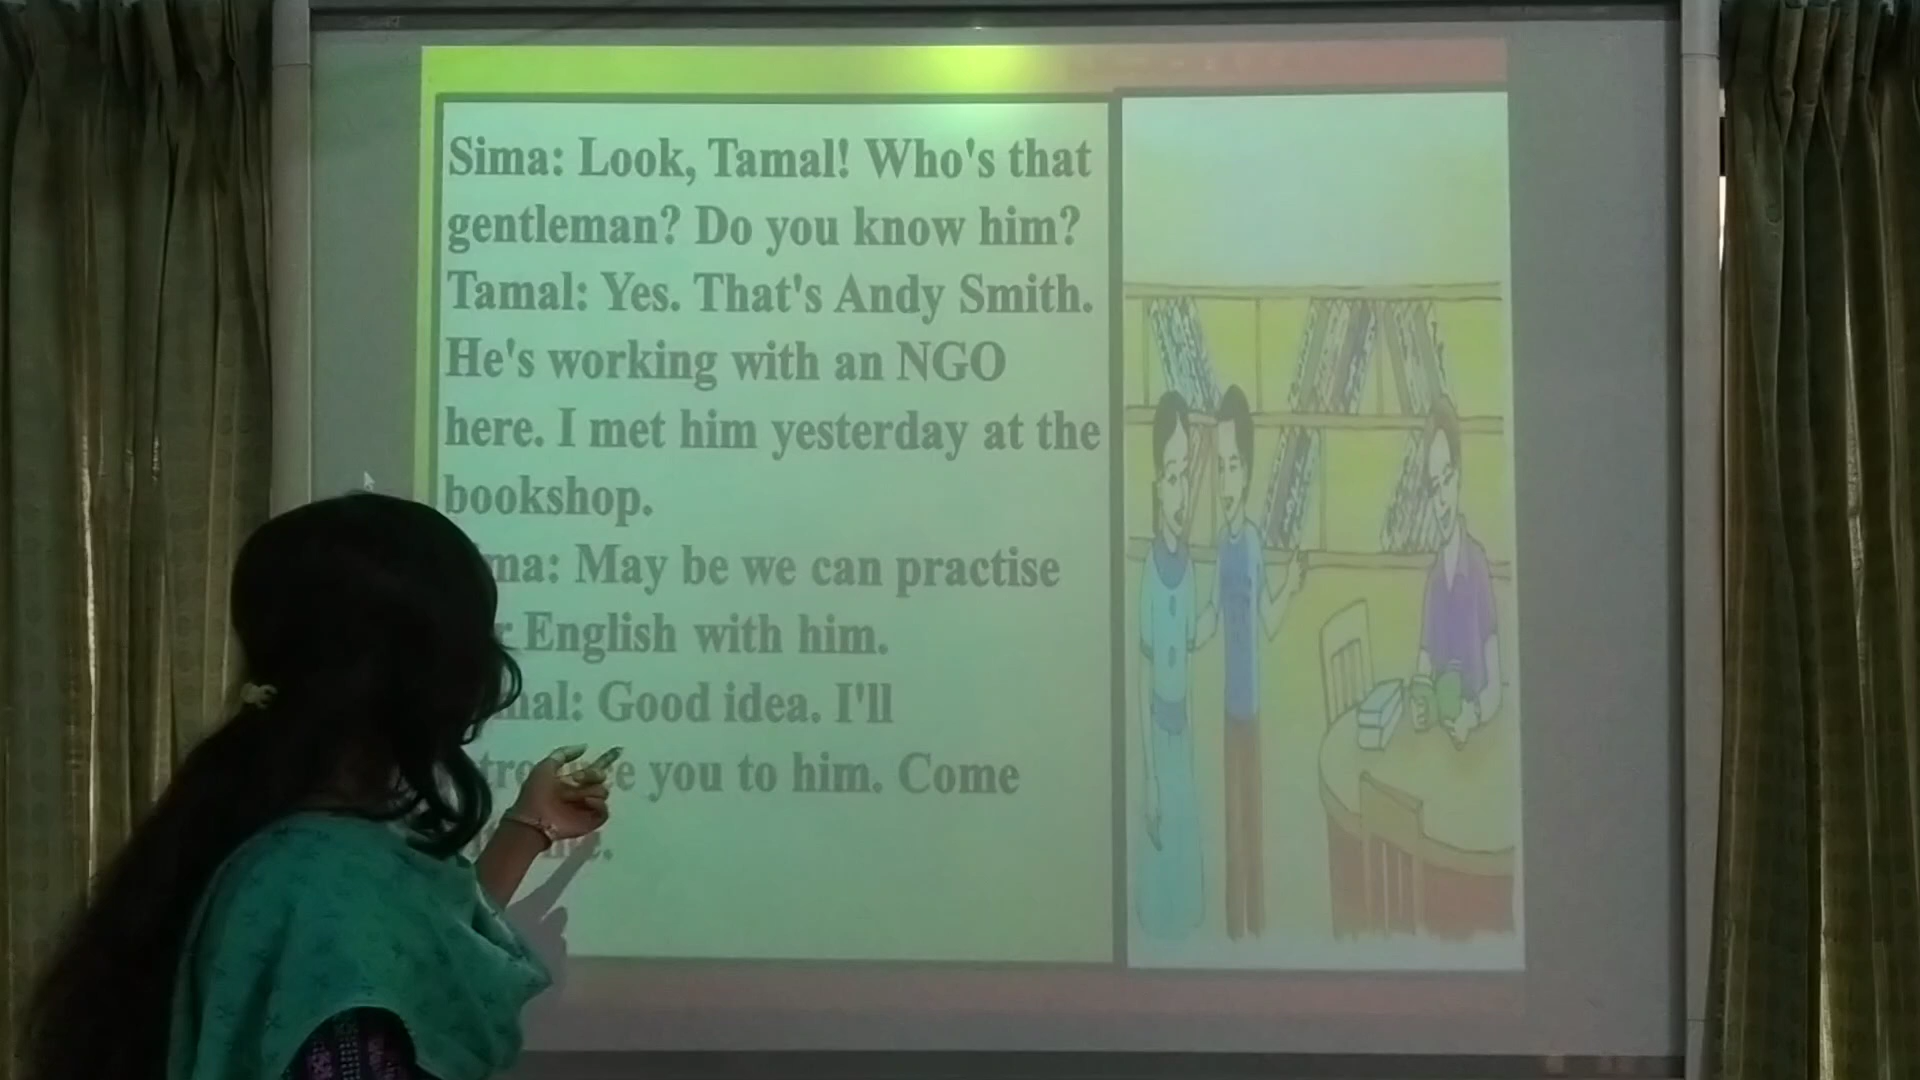 Sima: Look, Tamal! Who's that
gentleman? Do you know him?
Tamal: Yes. That's Andy Smith.
He's working with an NGO
here. I met him yesterday at the
bookshop.
May be we can practise
English with him.
Good idea. I'll
you to him. Come